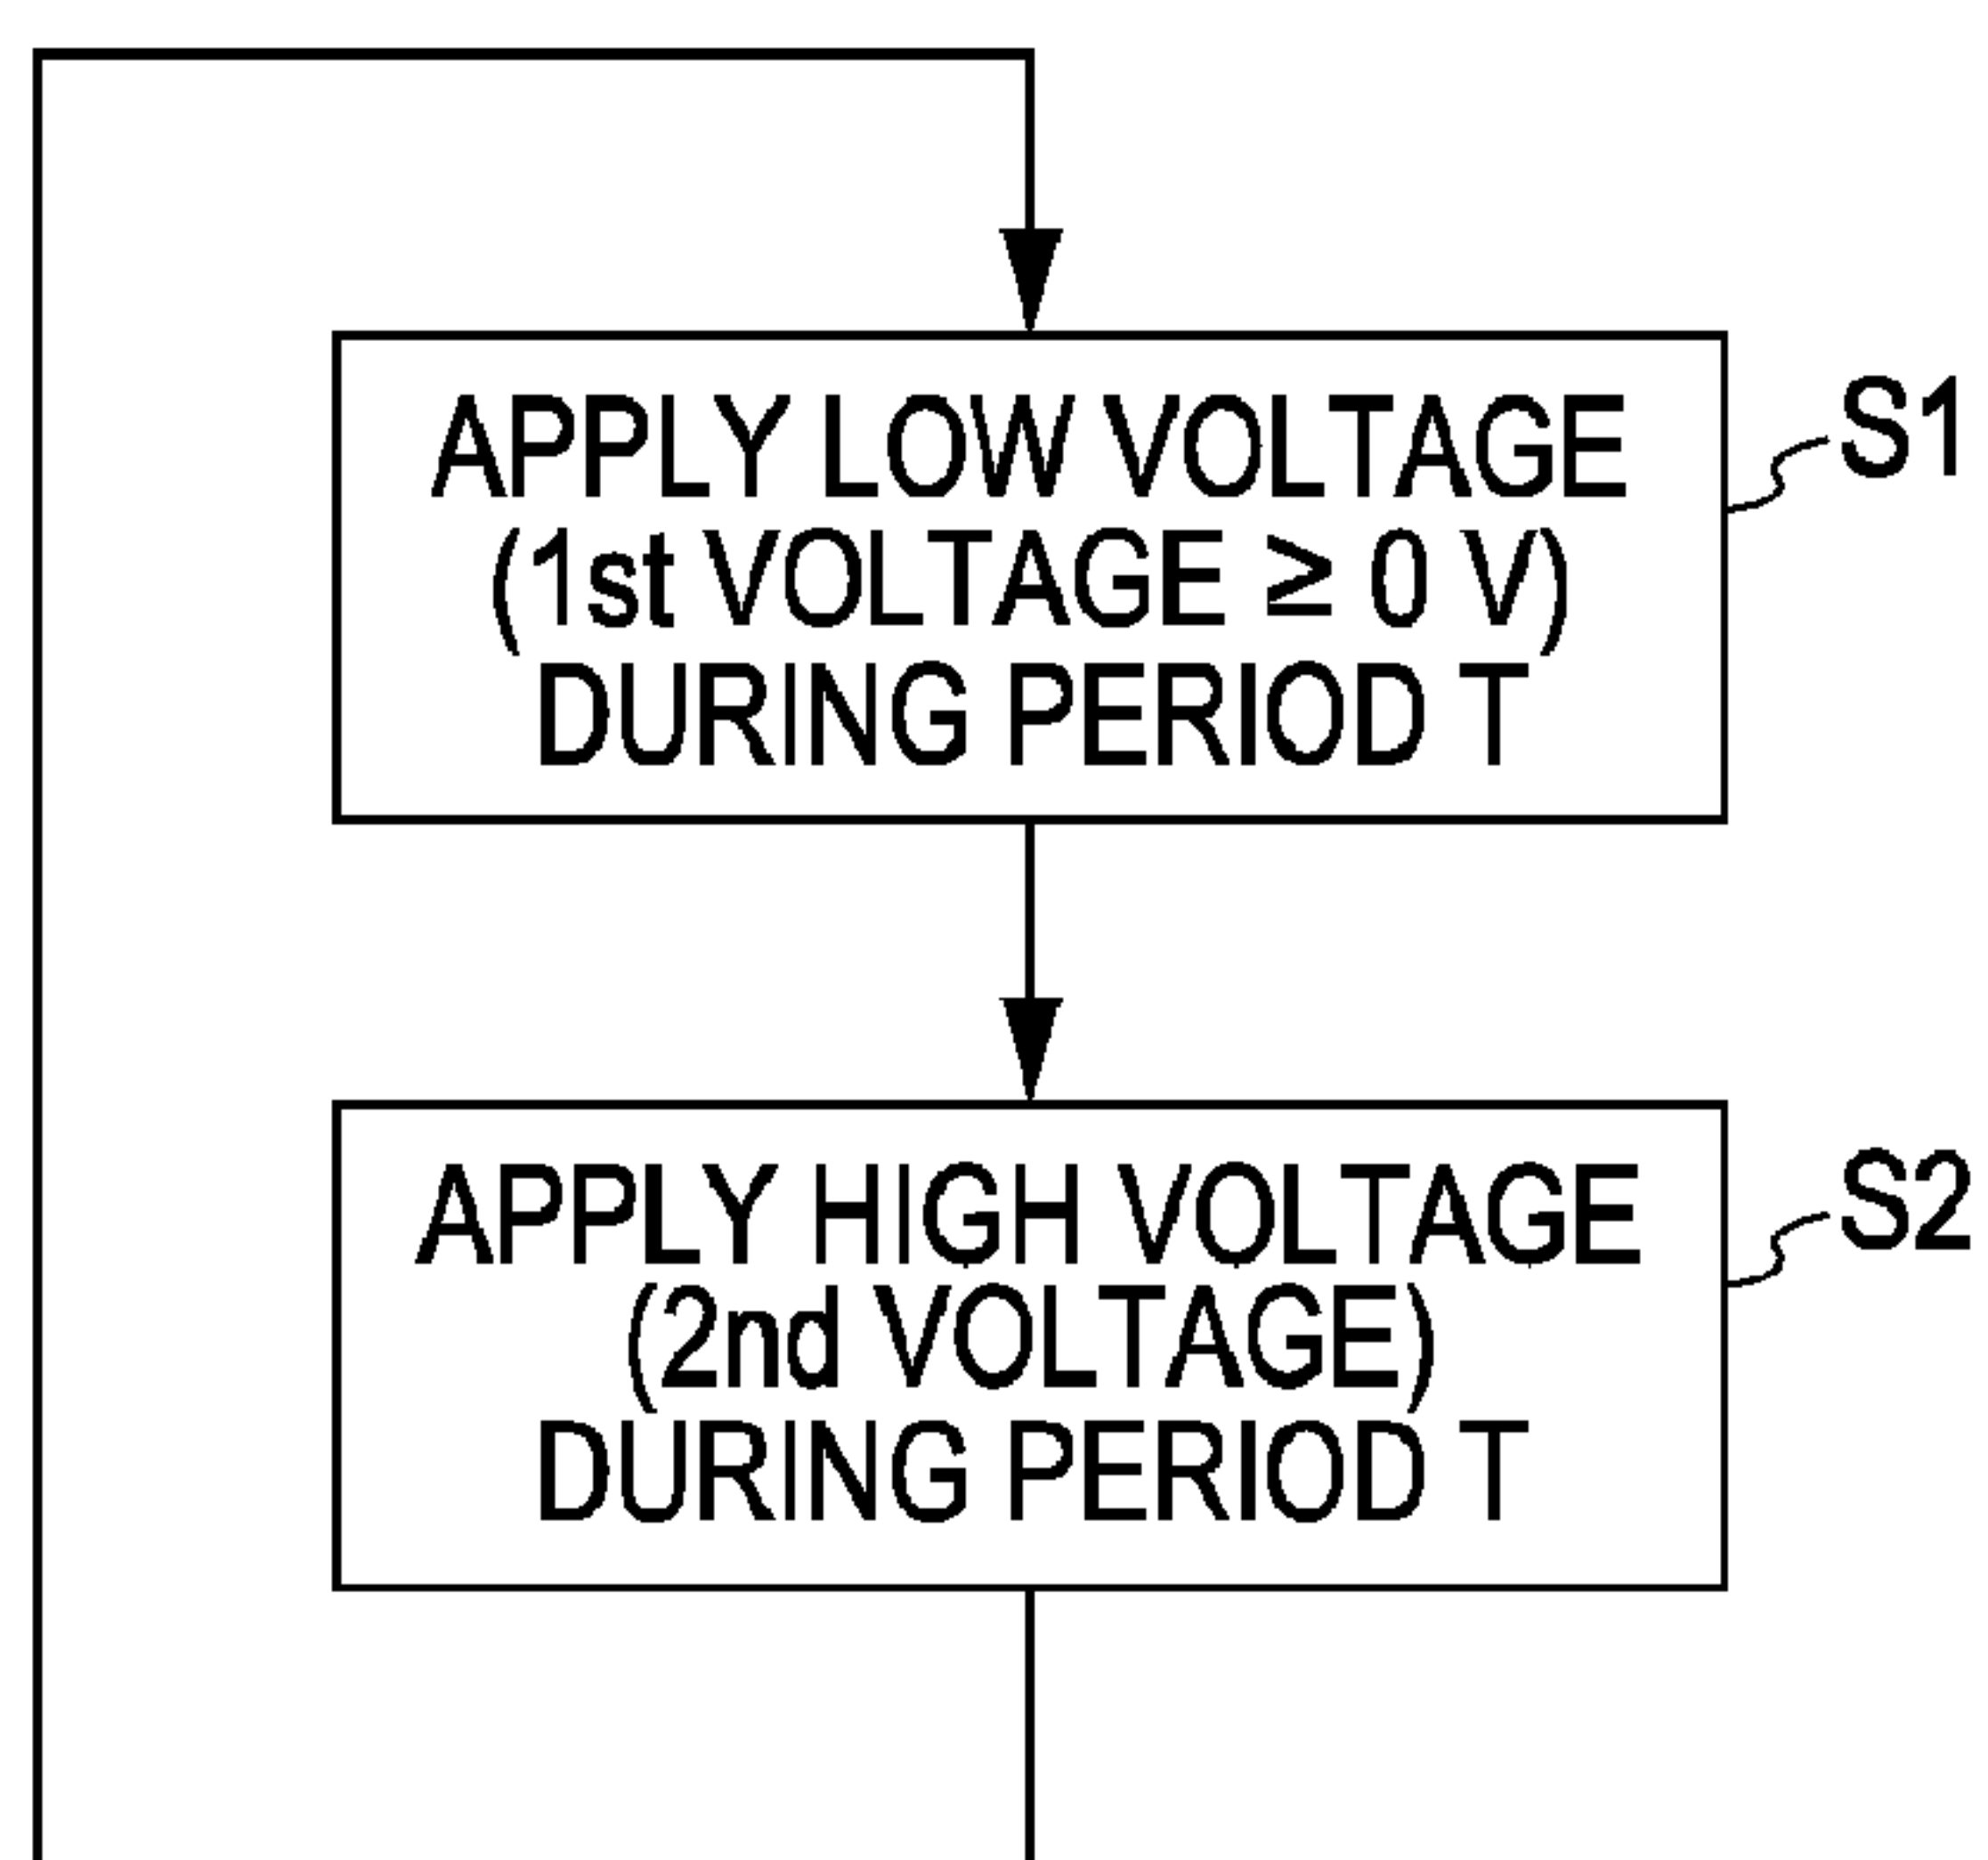 APPLY LOW VOLTAGE
(1st VOLTAGE ≥ 0 V)
DURING PERIOD T
S1
APPLY HIGH VOLTAGE
(2nd VOLTAGE)
DURING PERIOD T
S2